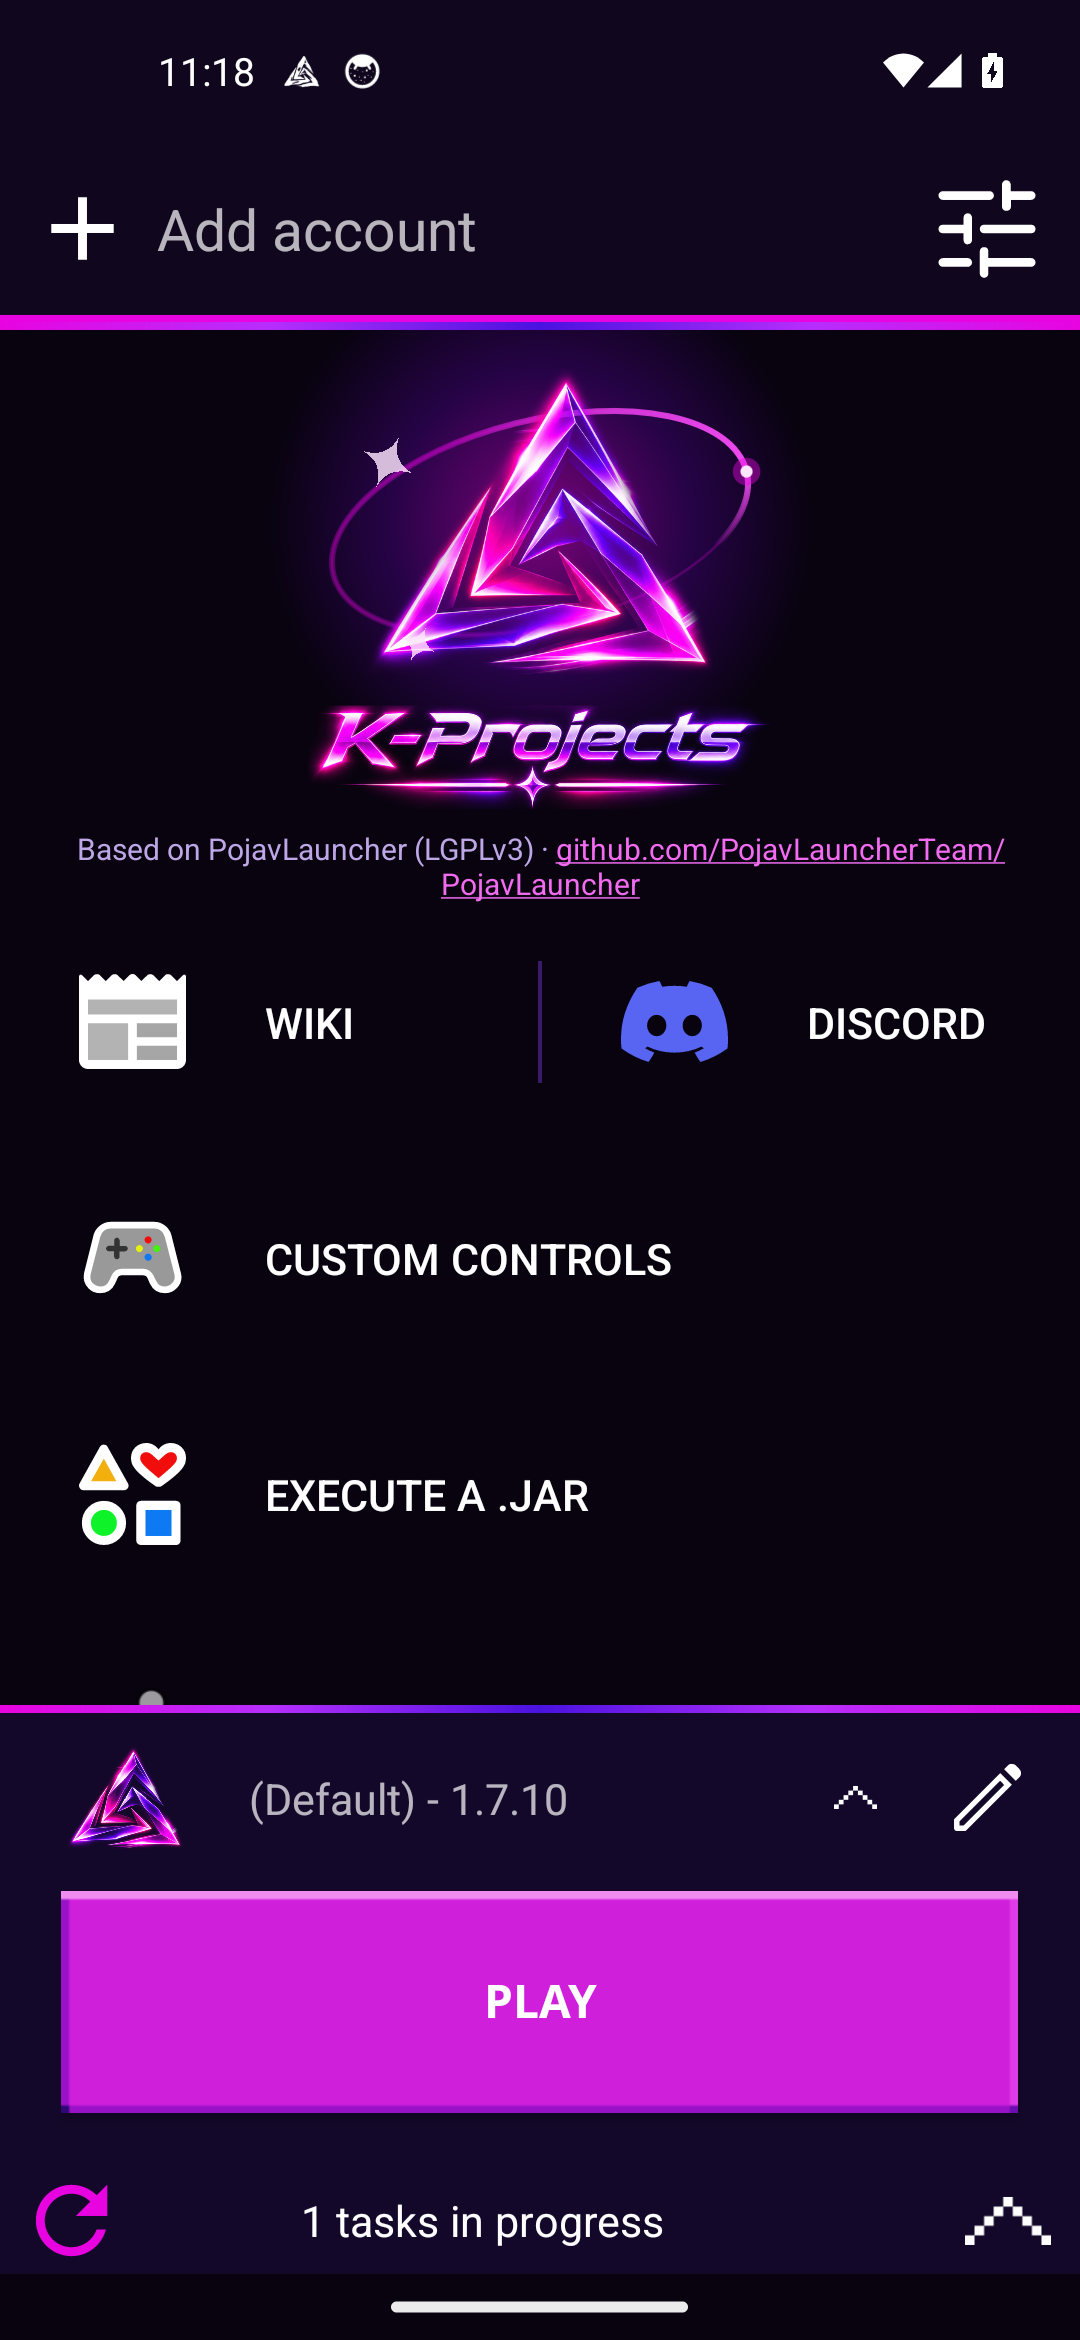 11:18
Add account
K-Projects
Based on PojavLauncher (LGPLv3) · github.com/PojavLauncherTeam/
PojavLauncher
WIKI
DISCORD
CUSTOM CONTROLS
EXECUTE A .JAR
(Default) - 1.7.10
PLAY
1 tasks in progress